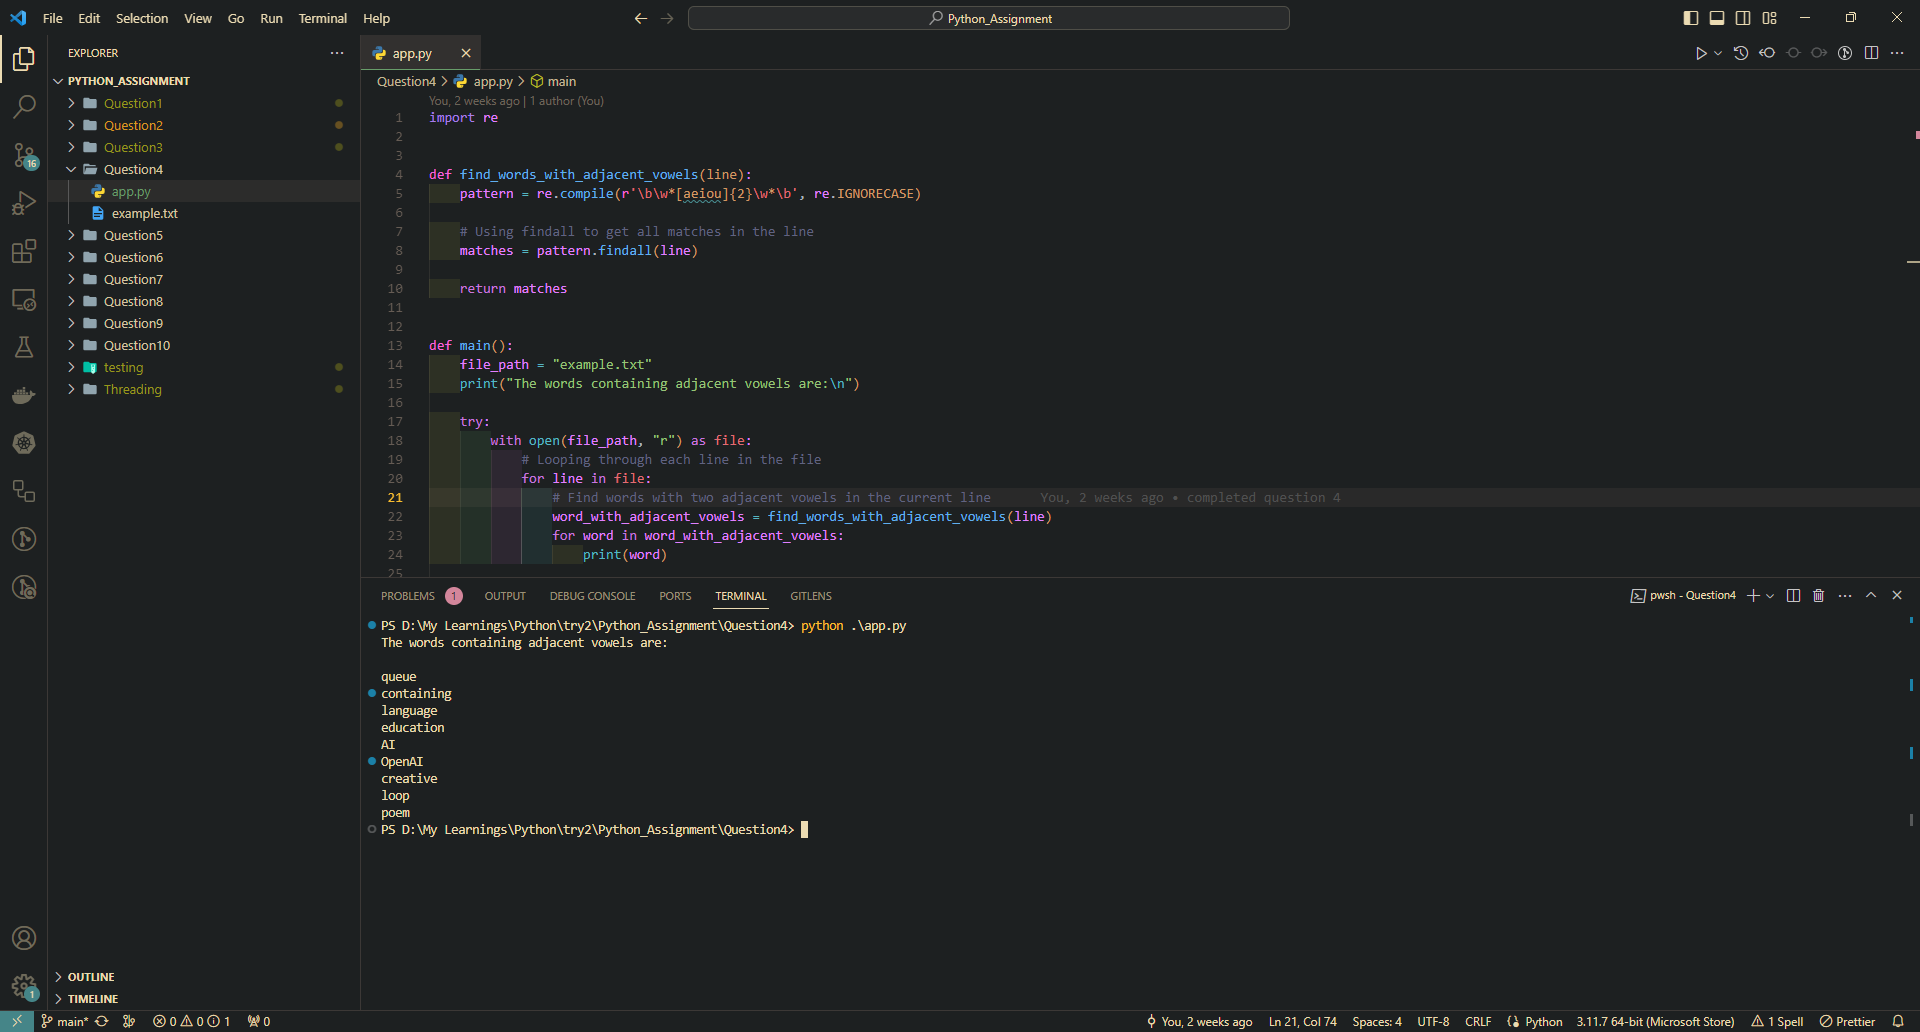 File Edit Selection View Go Run Terminal Help
Python_Assignment
EXPLORER
PYTHON_ASSIGNMENT
Question1
Question2
Question3
Question4
app.py
example.txt
Question5
Question6
Question7
Question8
Question9
Question10
testing
Threading
OUTLINE
TIMELINE
16
1
app.py
Question4 > app.py > main
You, 2 weeks ago | 1 author (You)
1 import re
2
3
4 def find_words_with_adjacent_vowels(line):
5 pattern = re.compile(r'\b\w*[aeiou]{2}\w*\b', re.IGNORECASE)
6
7 # Using findall to get all matches in the line
8 matches = pattern.findall(line)
9
10 return matches
11
12
13 def main():
14 file_path = "example.txt"
15 print("The words containing adjacent vowels are:\n")
16
17 try:
18 with open(file_path, "r") as file:
19 # Looping through each line in the file
20 for line in file:
21 # Find words with two adjacent vowels in the current line You, 2 weeks ago • completed question 4
22 word_with_adjacent_vowels = find_words_with_adjacent_vowels(line)
23 for word in word_with_adjacent_vowels:
24 print(word)
25
PROBLEMS 1 OUTPUT DEBUG CONSOLE PORTS TERMINAL GITLENS
pwsh - Question4
PS D:\My Learnings\Python\try2\Python_Assignment\Question4> python .\app.py
The words containing adjacent vowels are:
queue
containing
language
education
AI
OpenAI
creative
loop
poem
PS D:\My Learnings\Python\try2\Python_Assignment\Question4>
main* 0 0 1 0
You, 2 weeks ago Ln 21, Col 74 Spaces: 4 UTF-8 CRLF Python 3.11.7 64-bit (Microsoft Store) 1 Spell Prettier